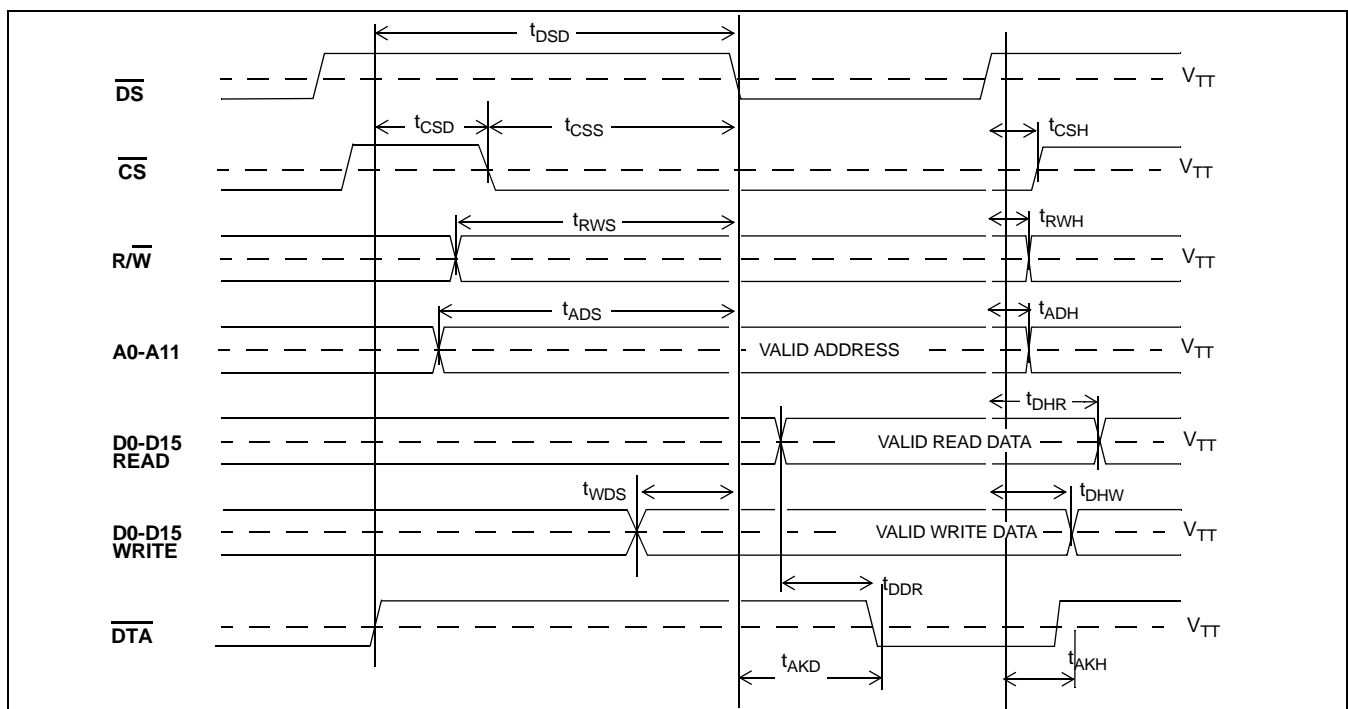 tDSD
DS VTT
tCSD tCSS tCSH
CS VTT
tRWS tRWH
R/W VTT
tADS tADH
A0-A11 VALID ADDRESS VTT
tDHR
D0-D15 VALID READ DATA VTT
READ
tWDS tDHW
D0-D15 VALID WRITE DATA VTT
WRITE
tDDR
DTA VTT
tAKD tAKH